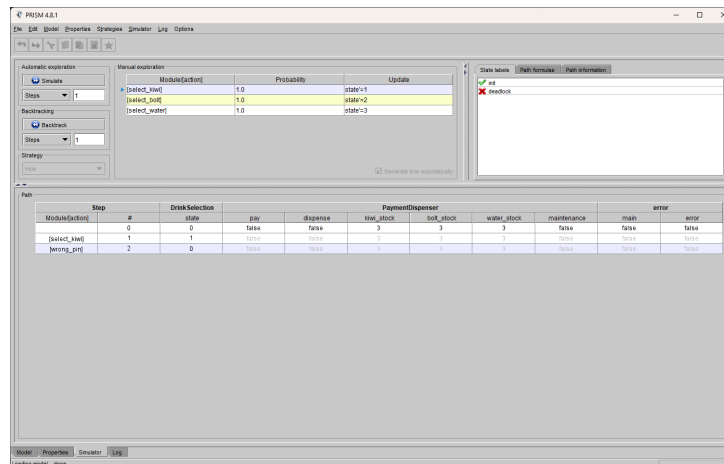 PRISM 4.8.1
File Edit Model Properties Strategies Simulator Log Options
Automatic exploration
Simulate
Steps 1
Backtracking
Backtrack
Steps 1
Strategy
Hide
Manual exploration
Module/[action] Probability Update
[select_kiwi] 1.0 state'=1
[select_bolt] 1.0 state'=2
[select_water] 1.0 state'=3
Generate time automatically
State labels Path formulae Path information
init
deadlock
Path
Step DrinkSelection PaymentDispenser error
Module/[action] # state pay dispense kiwi_stock bolt_stock water_stock maintenance main error
0 0 false false 3 3 3 false false false
[select_kiwi] 1 1 false false 3 3 3 false false false
[wrong_pin] 2 0 false false 3 3 3 false false false
Model Properties Simulator Log
Loading model... done.